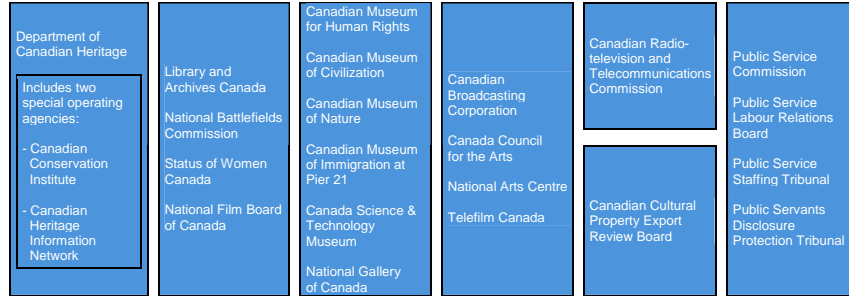 Department of
Canadian Heritage
Includes two
special operating
agencies:
- Canadian
Conservation
Institute
- Canadian
Heritage
Information
Network
Library and
Archives Canada
National Battlefields
Commission
Status of Women
Canada
National Film Board
of Canada
Canadian Museum
for Human Rights
Canadian Museum
of Civilization
Canadian Museum
of Nature
Canadian Museum
of Immigration at
Pier 21
Canada Science &
Technology
Museum
National Gallery
of Canada
Canadian
Broadcasting
Corporation
Canada Council
for the Arts
National Arts Centre
Telefilm Canada
Canadian Radio-
television and
Telecommunications
Commission
Canadian Cultural
Property Export
Review Board
Public Service
Commission
Public Service
Labour Relations
Board
Public Service
Staffing Tribunal
Public Servants
Disclosure
Protection Tribunal